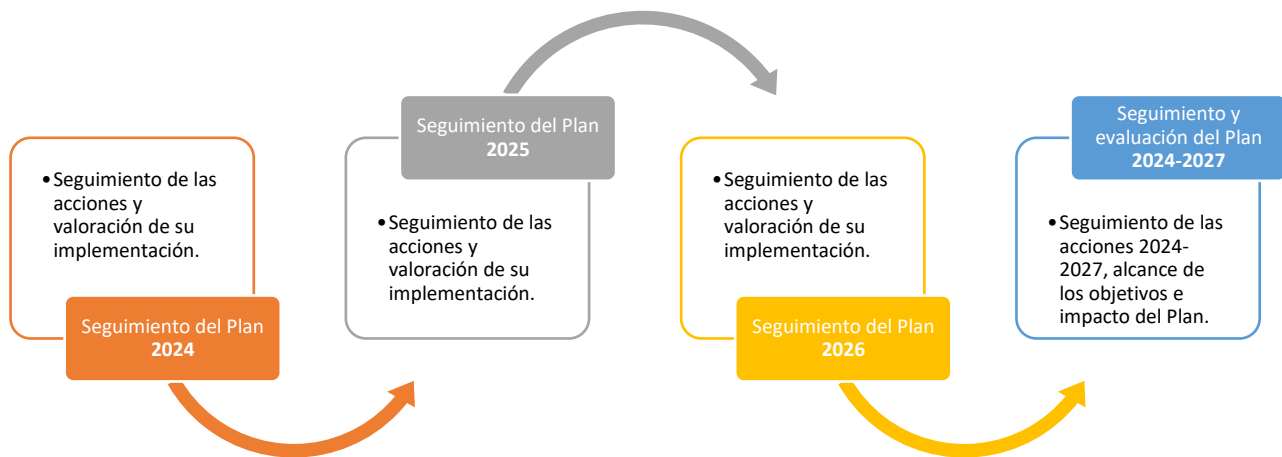 •Seguimiento de las
acciones y
valoración de su
implementación.
Seguimiento del Plan
2024
Seguimiento del Plan
2025
•Seguimiento de las
acciones y
valoración de su
implementación.
•Seguimiento de las
acciones y
valoración de su
implementación.
Seguimiento del Plan
2026
Seguimiento y
evaluación del Plan
2024-2027
•Seguimiento de las
acciones 2024-
2027, alcance de
los objetivos e
impacto del Plan.